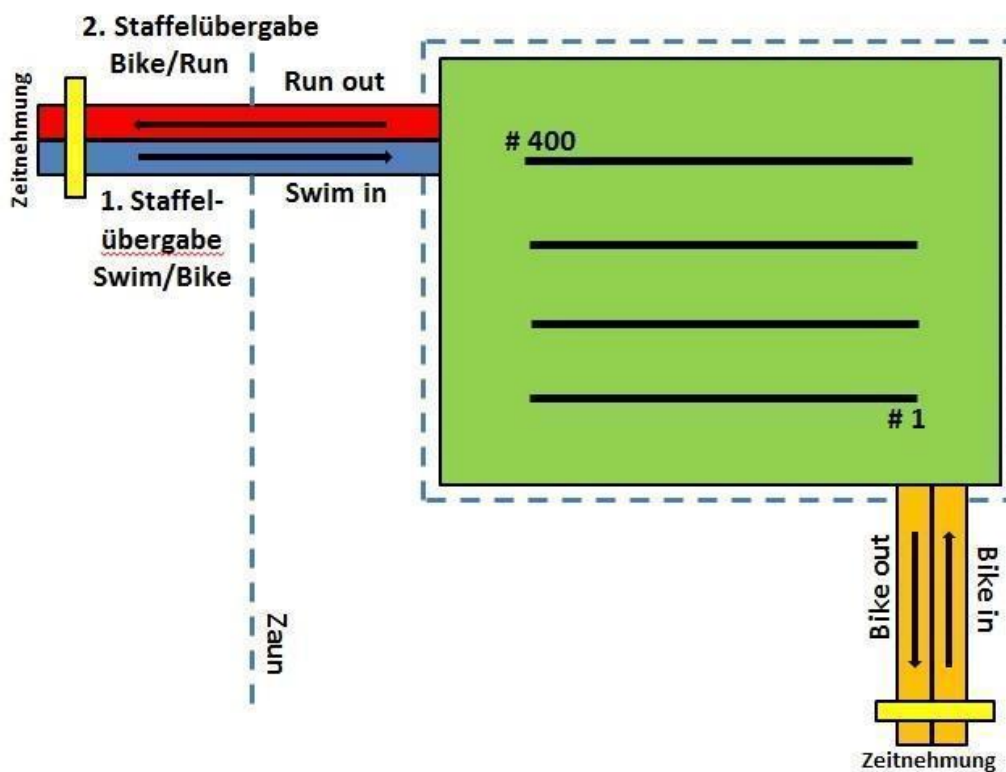 2. Staffelübergabe
Bike/Run
Zeitnehmung
Run out
Swim in
1. Staffel-
übergabe
Swim/Bike
# 400
# 1
Zaun
Bike out
Bike in
Zeitnehmung